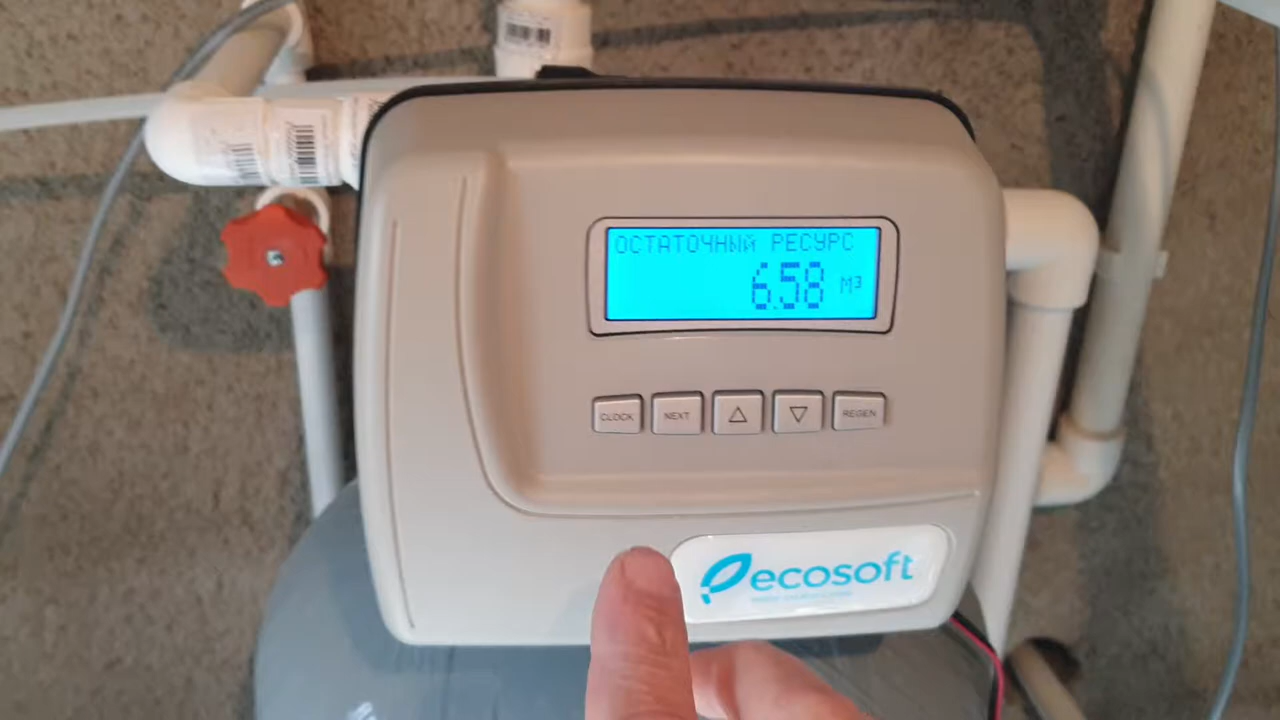 ОСТАТОЧНЫЙ РЕСУРС
6.58 М³
CLOCK NEXT △ ▽ REGEN
ecosoft